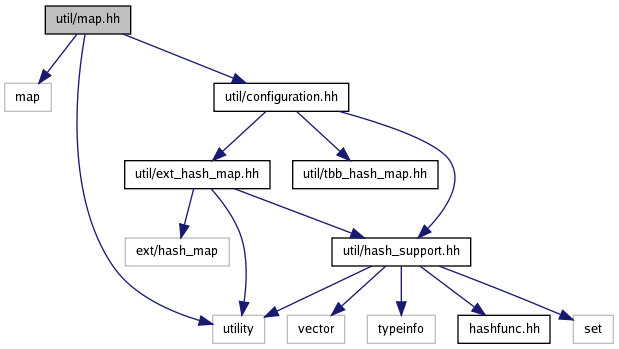 util/map.hh
map
util/configuration.hh
util/ext_hash_map.hh
util/tbb_hash_map.hh
ext/hash_map
util/hash_support.hh
utility
vector
typeinfo
hashfunc.hh
set